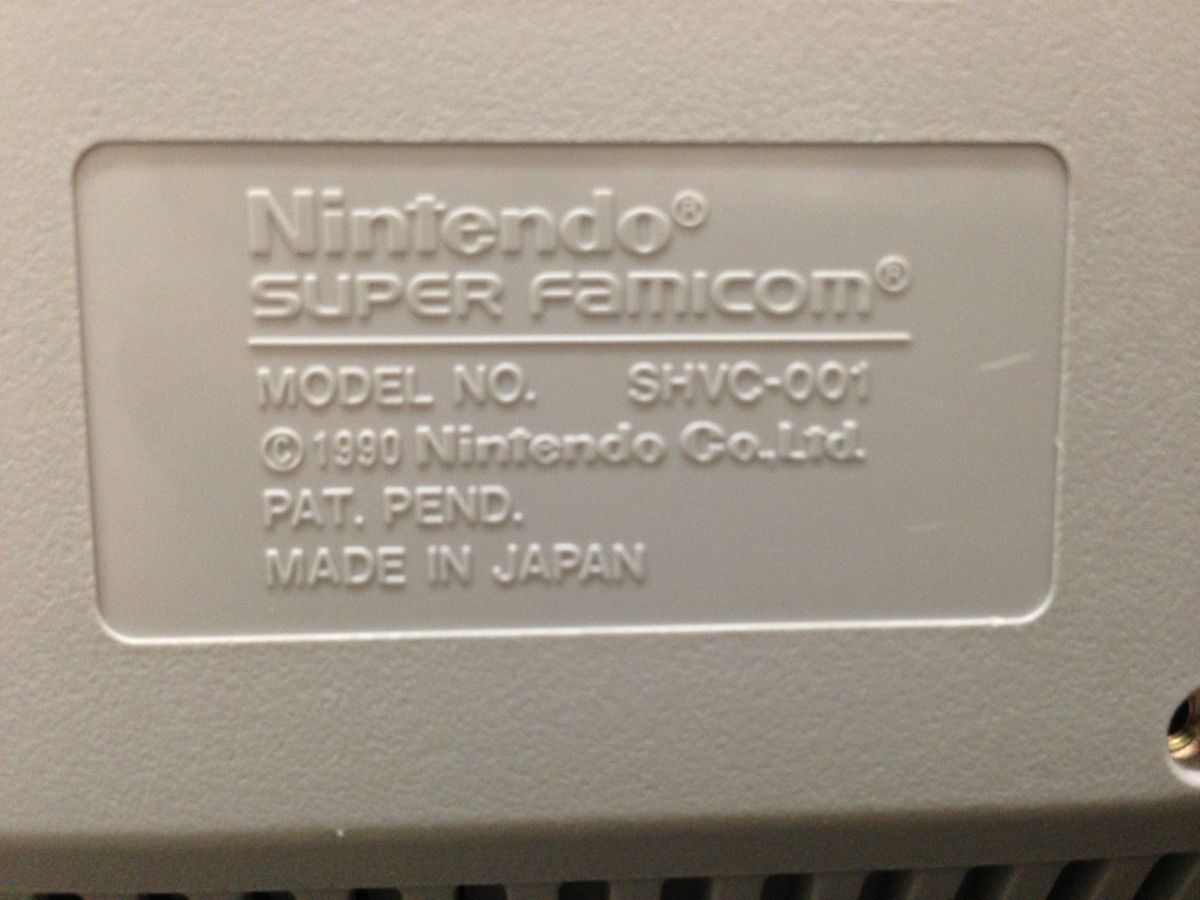 Nintendo®
SUPER FAMICOM®
MODEL NO. SHVC-001
© 1990 Nintendo Co.,Ltd.
PAT. PEND.
MADE IN JAPAN